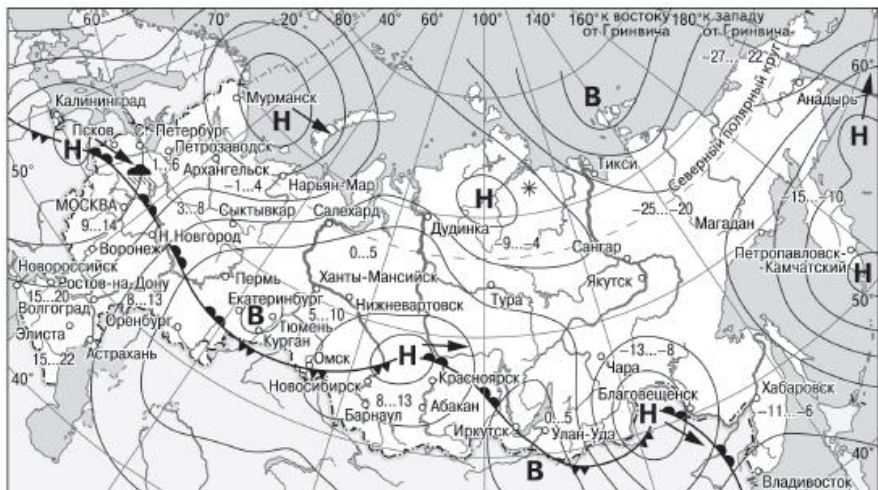 60° 70° 20° 80° 40° 60° 100° 140° 160° к востоку 180° к западу
от Гринвича от Гринвича
-27...-22
В
Северный полярный круг
60°
Анадырь
Мурманск
Н
Н
Калининград
Псков С.-Петербург
Петрозаводск
50°
Н
1...6
Архангельск
-1...4
Нарьян-Мар
Тикси
Н
-15...-10
МОСКВА
3...8
Сыктывкар
Салехард
Дудинка
-9...-4
-25...-20
Магадан
9...14
Н.Новгород
0...5
Сангар
Петропавловск-
Камчатский
Воронеж
Новороссийск
Ростов-на-Дону
Пермь
Ханты-Мансийск
Тура
Якутск
Н
15...20
8...13
Екатеринбург
Нижневартовск
50°
Волгоград
Оренбург
В
5...10
Тюмень
-13...-8
Элиста
Курган
Н
Чара
15...22
Астрахань
Омск
Красноярск
Благовещенск
Хабаровск
40°
Новосибирск
8...13
Абакан
0...5
Н
-11...-6
Барнаул
Иркутск
Улан-Удэ
40°
В
Владивосток